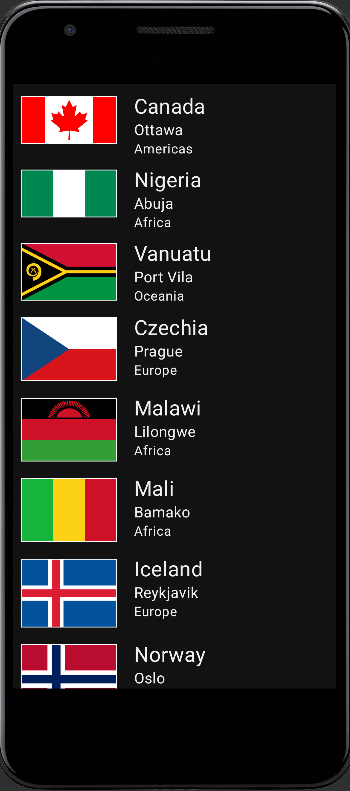 Canada
Ottawa
Americas
Nigeria
Abuja
Africa
Vanuatu
Port Vila
Oceania
Czechia
Prague
Europe
Malawi
Lilongwe
Africa
Mali
Bamako
Africa
Iceland
Reykjavik
Europe
Norway
Oslo